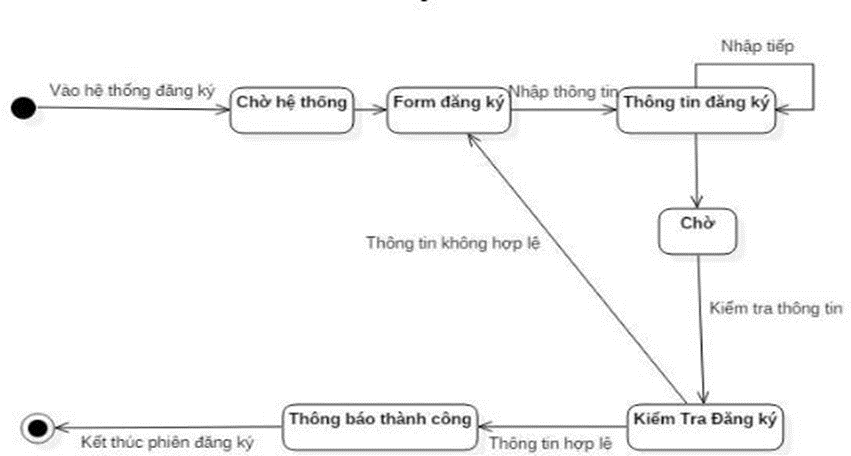 Nhập tiếp
Vào hệ thống đăng ký
Chờ hệ thống
Form đăng ký
Nhập thông tin
Thông tin đăng ký
Chờ
Thông tin không hợp lệ
Kiểm tra thông tin
Thông báo thành công
Kiểm Tra Đăng ký
Kết thúc phiên đăng ký
Thông tin hợp lệ